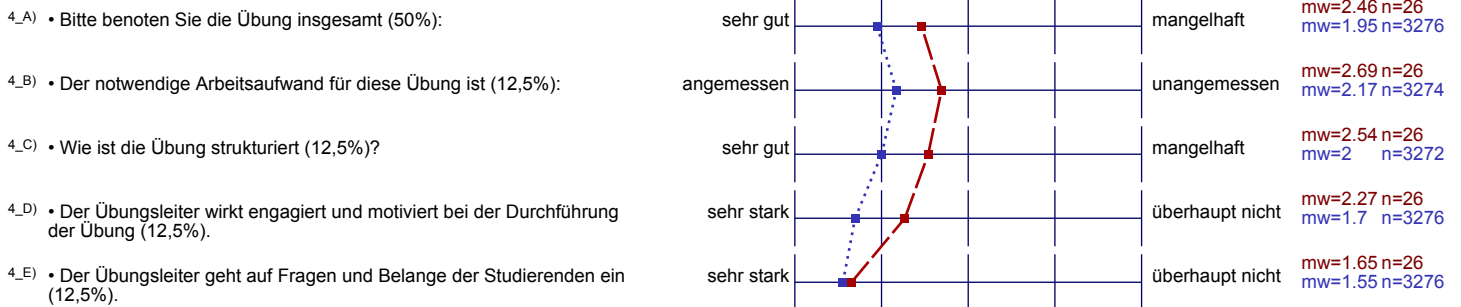 4_A) • Bitte benoten Sie die Übung insgesamt (50%): sehr gut mangelhaft mw=2.46 n=26
mw=1.95 n=3276
4_B) • Der notwendige Arbeitsaufwand für diese Übung ist (12,5%): angemessen unangemessen mw=2.69 n=26
mw=2.17 n=3274
4_C) • Wie ist die Übung strukturiert (12,5%)? sehr gut mangelhaft mw=2.54 n=26
mw=2 n=3272
4_D) • Der Übungsleiter wirkt engagiert und motiviert bei der Durchführung sehr stark überhaupt nicht mw=2.27 n=26
der Übung (12,5%). mw=1.7 n=3276
4_E) • Der Übungsleiter geht auf Fragen und Belange der Studierenden ein sehr stark überhaupt nicht mw=1.65 n=26
(12,5%). mw=1.55 n=3276